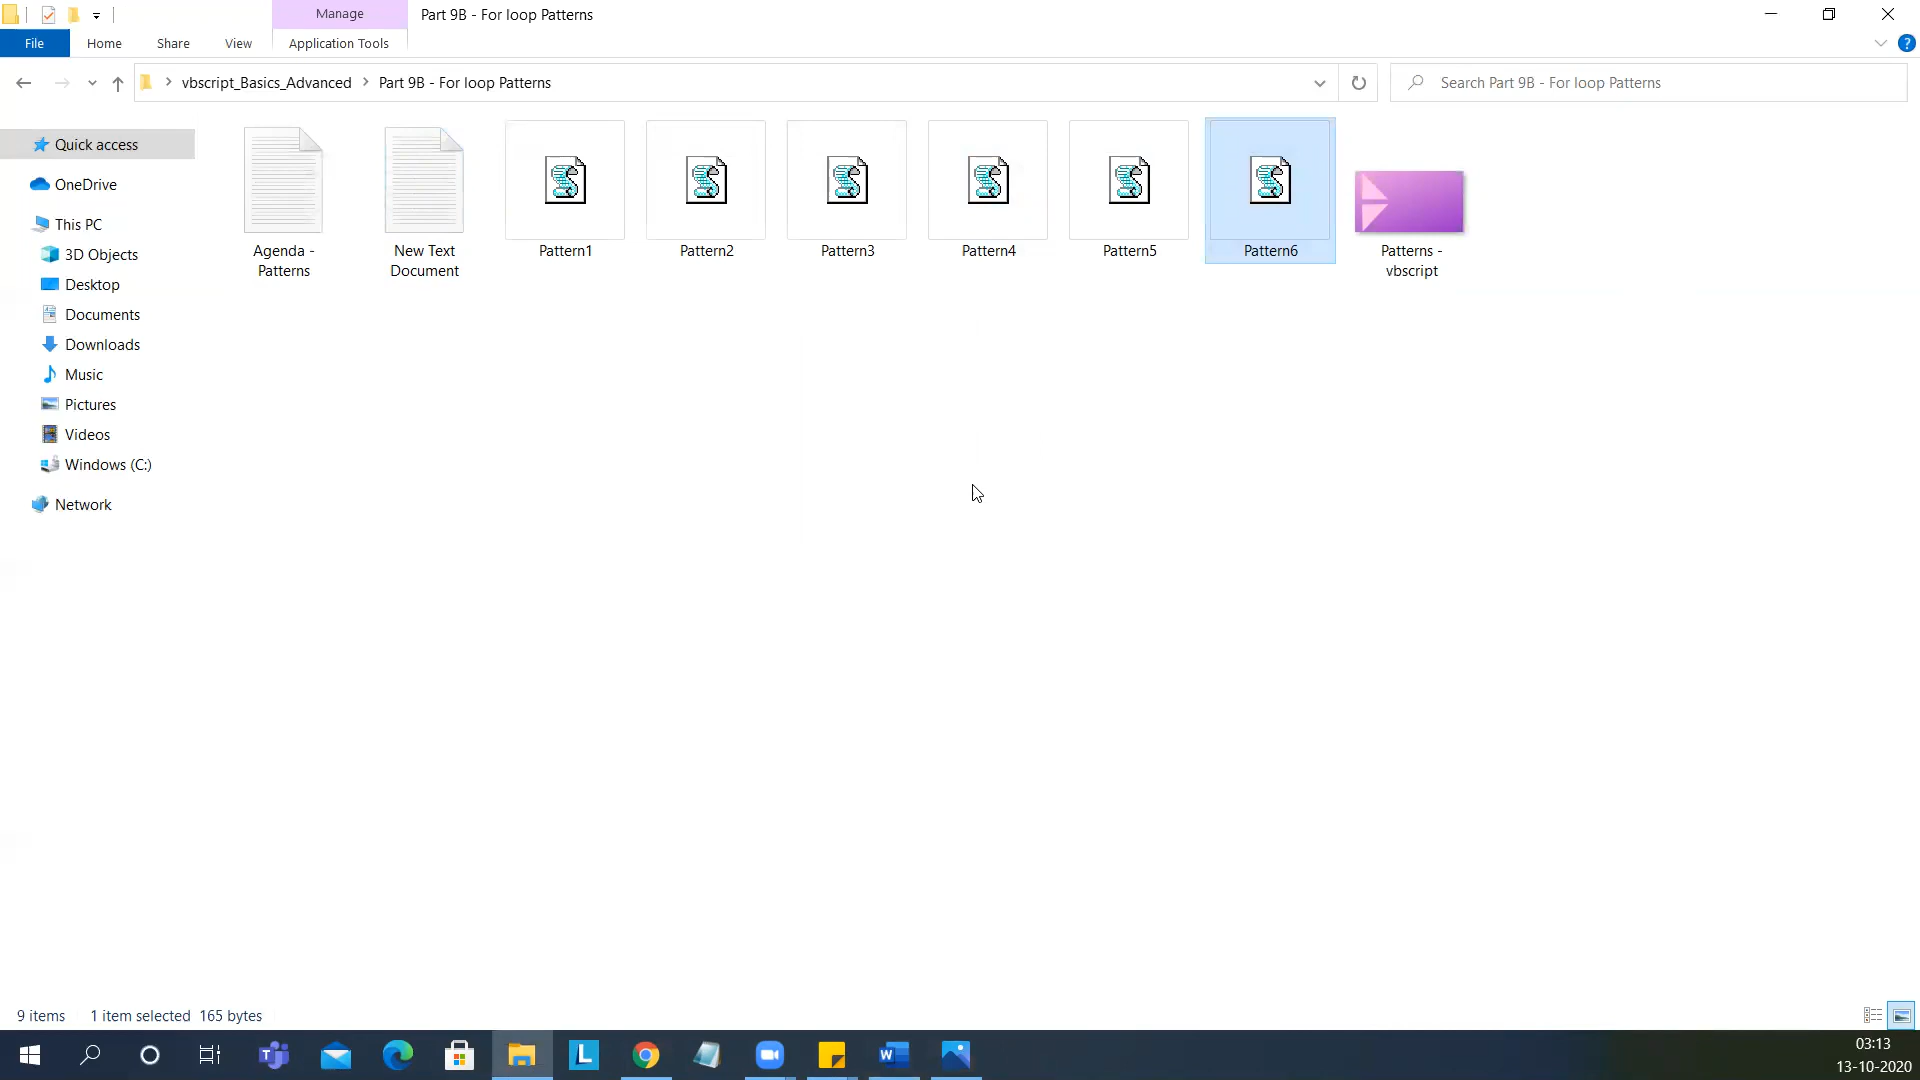 Manage
Part 9B - For loop Patterns
File
Home
Share
View
Application Tools
?
vbscript_Basics_Advanced
Part 9B - For loop Patterns
Search Part 9B - For loop Patterns
Quick access
OneDrive
This PC
3D Objects
Desktop
Documents
Downloads
Music
Pictures
Videos
Windows (C:)
Network
Agenda -
Patterns
New Text
Document
Pattern1
Pattern2
Pattern3
Pattern4
Pattern5
Pattern6
Patterns -
vbscript
9 items
1 item selected 165 bytes
T
L
W
03:13
13-10-2020